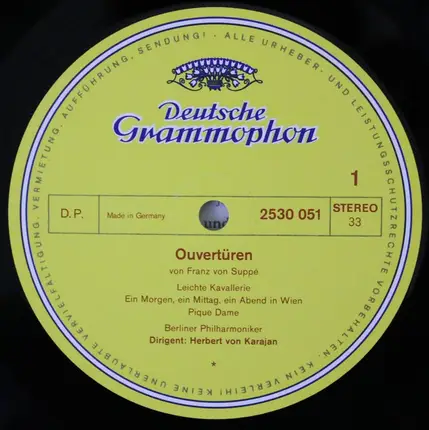 KEINE UNERLAUBTE VERVIELFÄLTIGUNG, VERMIETUNG, AUFFÜHRUNG, SENDUNG! - ALLE URHEBER- UND LEISTUNGSSCHUTZRECHTE VORBEHALTEN. KEIN VERLEIH!
Deutsche
Grammophon
1
D.P.
Made in Germany
2530 051
STEREO
33
Ouvertüren
von Franz von Suppé
Leichte Kavallerie
Ein Morgen, ein Mittag, ein Abend in Wien
Pique Dame
Berliner Philharmoniker
Dirigent: Herbert von Karajan
*